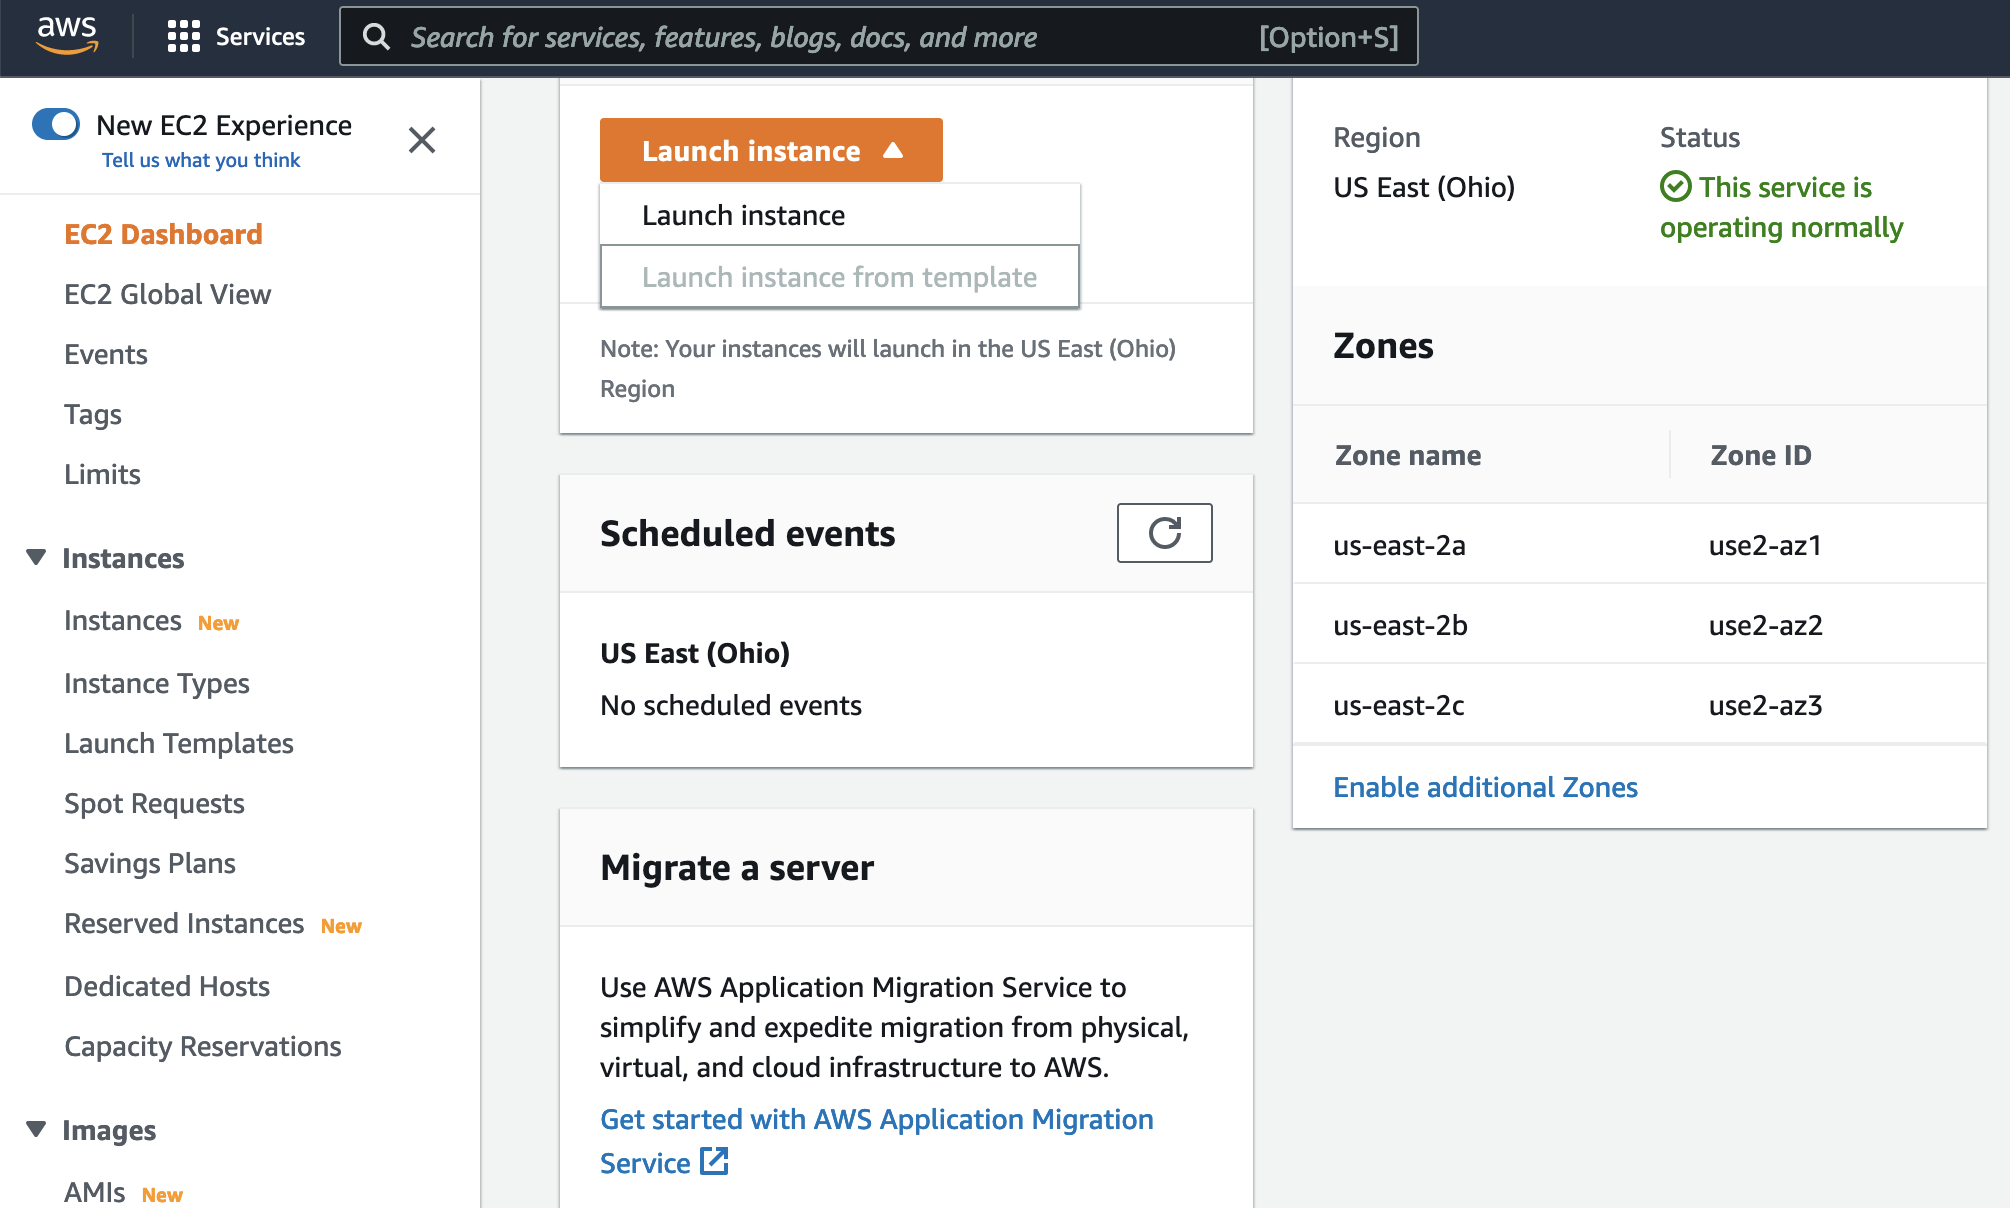 aws
Services
Search for services, features, blogs, docs, and more
[Option+S]
New EC2 Experience
Tell us what you think
EC2 Dashboard
EC2 Global View
Events
Tags
Limits
Instances
Instances New
Instance Types
Launch Templates
Spot Requests
Savings Plans
Reserved Instances New
Dedicated Hosts
Capacity Reservations
Images
AMIs New
Launch instance
Launch instance
Launch instance from template
Note: Your instances will launch in the US East (Ohio)
Region
Scheduled events
US East (Ohio)
No scheduled events
Migrate a server
Use AWS Application Migration Service to
simplify and expedite migration from physical,
virtual, and cloud infrastructure to AWS.
Get started with AWS Application Migration
Service
Region Status
US East (Ohio) This service is
operating normally
Zones
Zone name Zone ID
us-east-2a use2-az1
us-east-2b use2-az2
us-east-2c use2-az3
Enable additional Zones